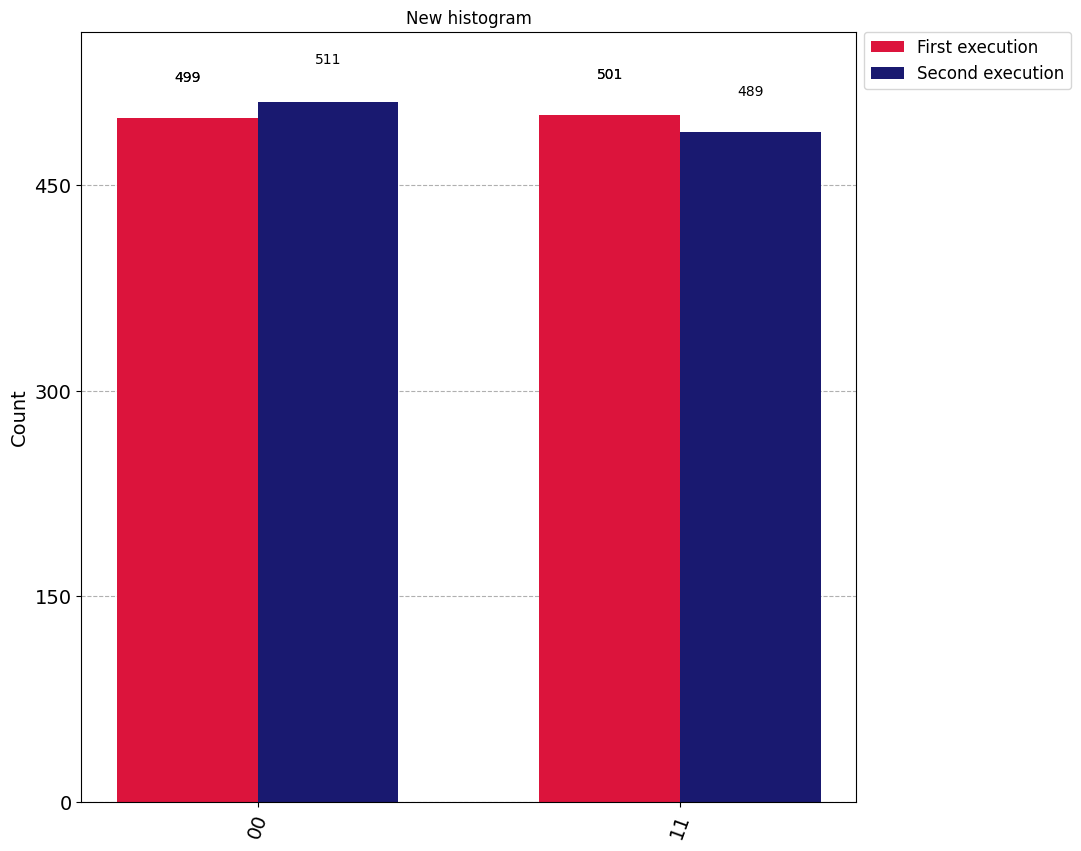 New histogram
First execution
Second execution
499
511
501
489
450
300
150
0
Count
00
11